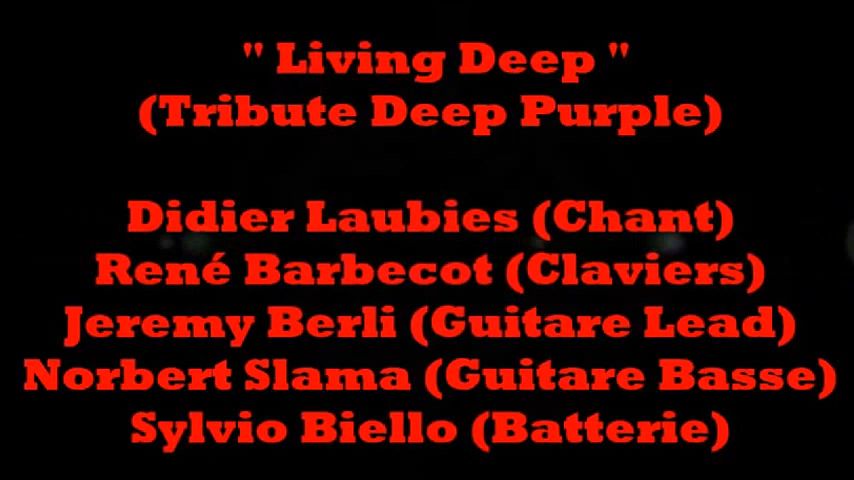 " Living Deep "
(Tribute Deep Purple)
Didier Laubies (Chant)
René Barbecot (Claviers)
Jeremy Berli (Guitare Lead)
Norbert Slama (Guitare Basse)
Sylvio Biello (Batterie)